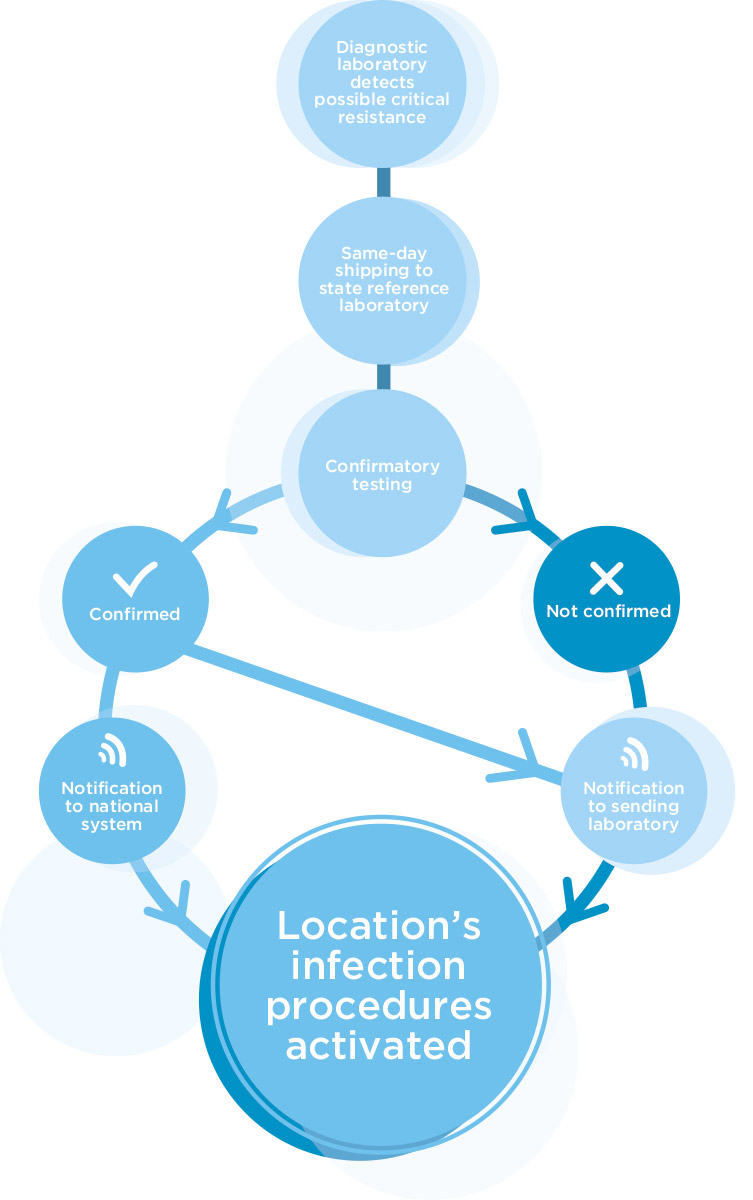 Diagnostic
laboratory
detects
possible critical
resistance
Same-day
shipping to
state reference
laboratory
Confirmatory
testing
Confirmed
Not confirmed
Notification
to national
system
Notification
to sending
laboratory
Location’s
infection
procedures
activated